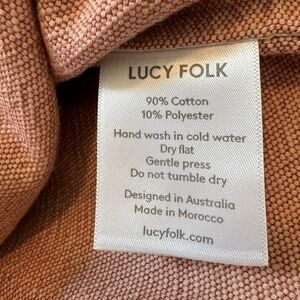 LUCY FOLK
90% Cotton
10% Polyester
Hand wash in cold water
Dry flat
Gentle press
Do not tumble dry
Designed in Australia
Made in Morocco
lucyfolk.com